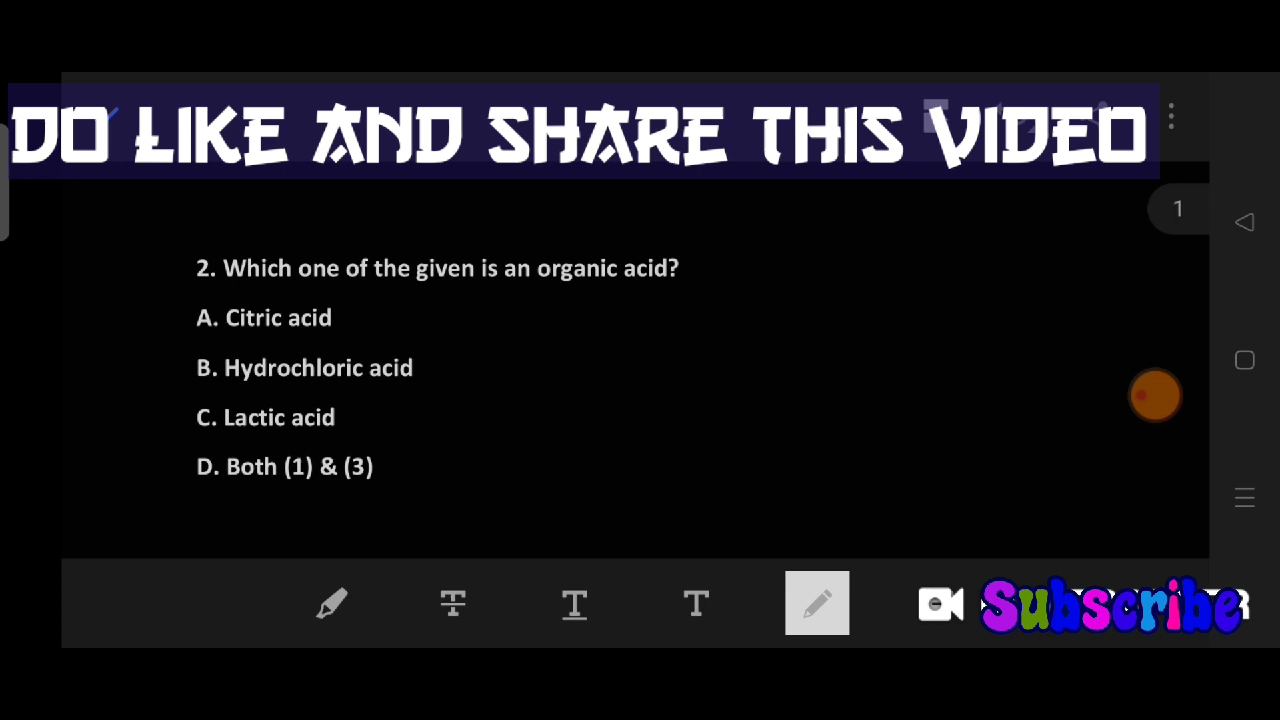 DO LIKE AND SHARE THIS VIDEO
1
2. Which one of the given is an organic acid?
A. Citric acid
B. Hydrochloric acid
C. Lactic acid
D. Both (1) & (3)
T
T
T
Subscribe